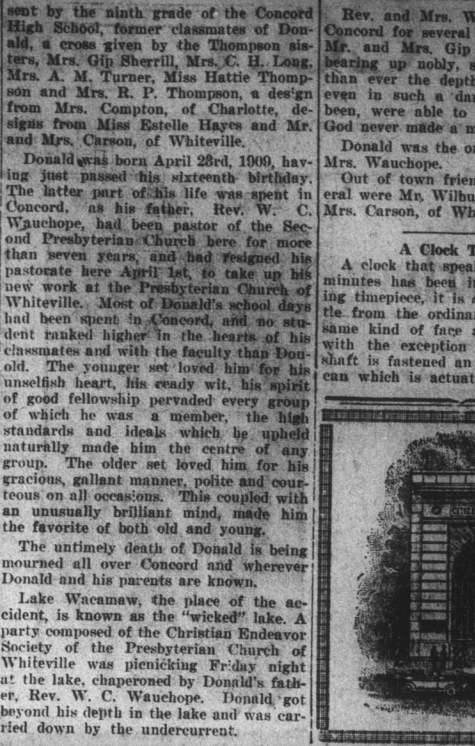 sent by the ninth grade of the Concord
High School, former classmates of Don-
ald, a cross given by the Thompson sis-
ters, Mrs. Gip Sherrill, Mrs. C. H. Long,
Mrs. A. M. Turner, Miss Hattie Thomp-
son and Mrs. R. P. Thompson, a design
from Mrs. Compton, of Charlotte, de-
signs from Miss Estelle Hayes and Mr.
and Mrs. Carson, of Whiteville.
Donald was born April 23rd, 1909, hav-
ing just passed his sixteenth birthday.
The latter part of his life was spent in
Concord, as his father, Rev. W. C.
Wauchope, had been pastor of the Sec-
ond Presbyterian Church here for more
than seven years, and had resigned his
pastorate here April 1st, to take up his
new work at the Presbyterian Church of
Whiteville. Most of Donald's school days
had been spent in Concord, and no stu-
dent ranked higher in the hearts of his
classmates and with the faculty than Don-
old. The younger set loved him for his
unselfish heart, his ready wit, his spirit
of good fellowship pervaded every group
of which he was a member, the high
standards and ideals which he upheld
naturally made him the centre of any
group. The older set loved him for his
gracious, gallant manner, polite and cour-
teous on all occasions. This coupled with
an unusually brilliant mind, made him
the favorite of both old and young.
The untimely death of Donald is being
mourned all over Concord and wherever
Donald and his parents are known.
Lake Wacamaw, the place of the ac-
cident, is known as the "wicked" lake. A
party composed of the Christian Endeavor
Society of the Presbyterian Church of
Whiteville was picnicking Friday night
at the lake, chaperoned by Donald's fath-
er, Rev. W. C. Wauchope. Donald got
beyond his depth in the lake and was car-
ried down by the undercurrent.
Rev. and Mrs. W
Concord for several
Mr. and Mrs. Gip
bearing up nobly, s
than ever the depth
even in such a da
been, were able to
God never made a m
Donald was the o
Mrs. Wauchope.
Out of town frien
eral were Mr. Wilbu
Mrs. Carson, of Wh
A Clock T
A clock that speak
minutes has been i
ing timepiece, it is
tle from the ordina
same kind of face
with the exception
shaft is fastened an
can which is actual